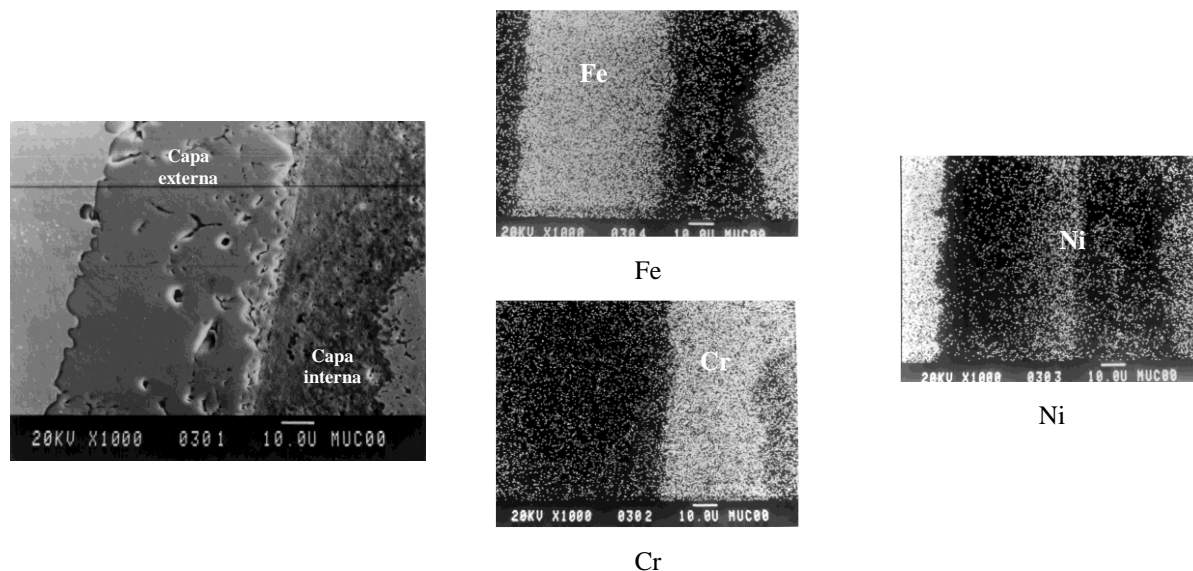 Capa
externa
Capa
interna
20KV X1000 0301 10.0U MUC00
Fe
20KV X1000 0304 10.0U MUC00
Fe
Cr
20KV X1000 0302 10.0U MUC00
Cr
Ni
20KV X1000 0303 10.0U MUC00
Ni